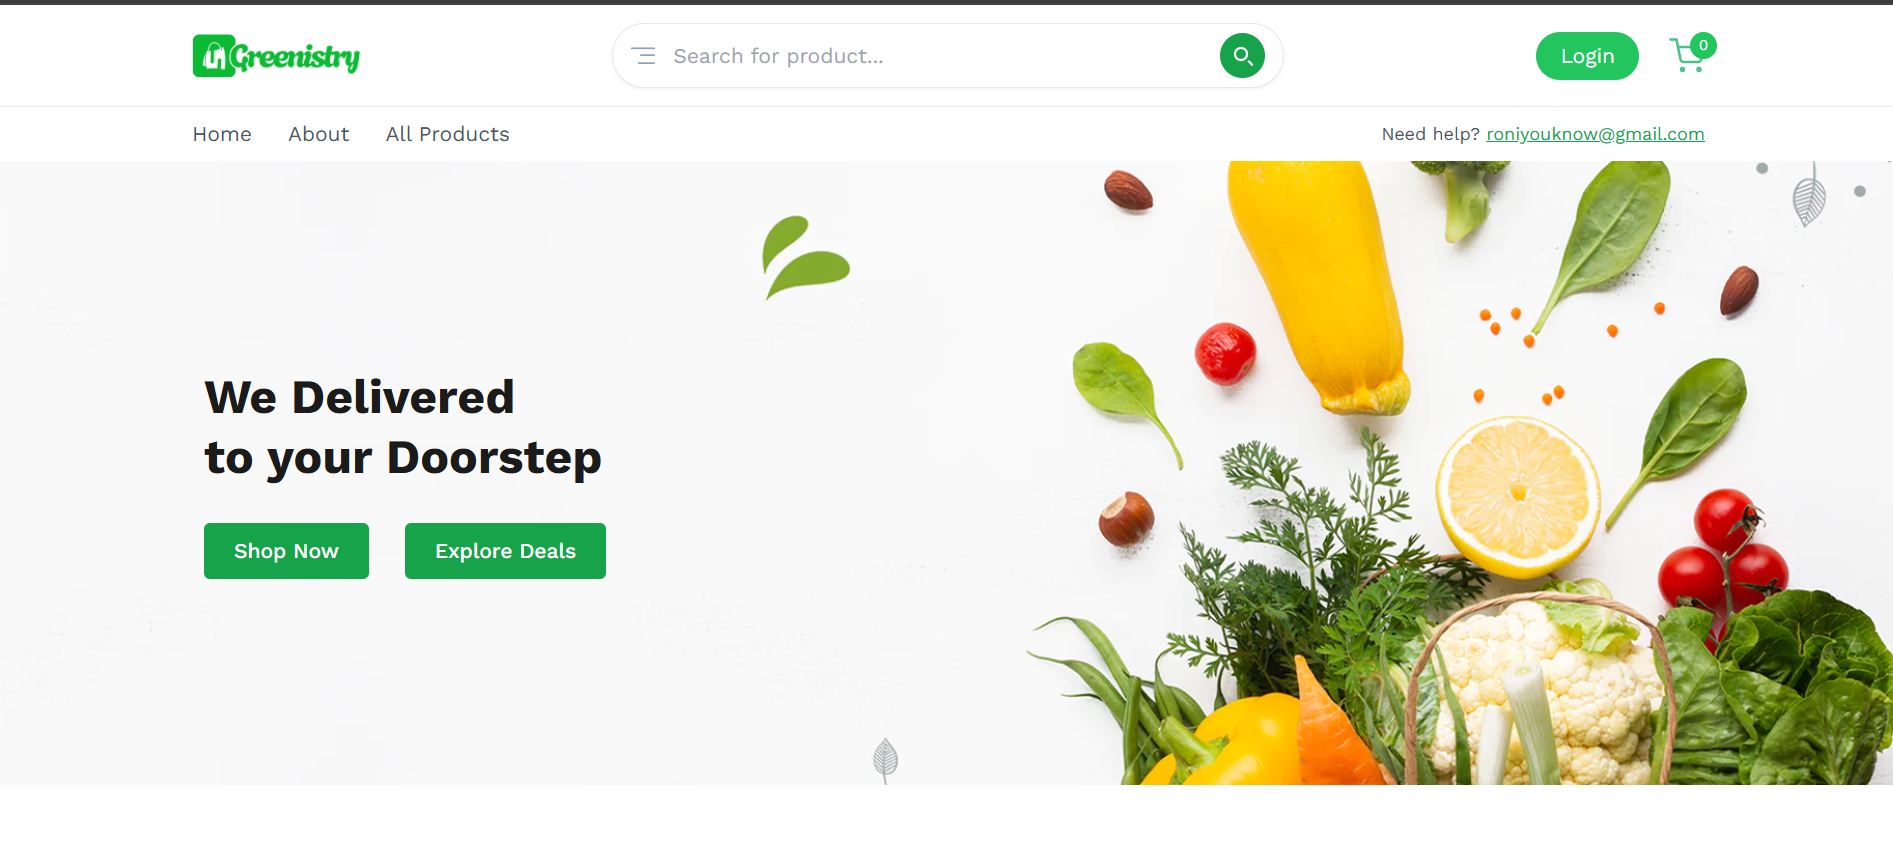 Greenistry
Search for product...
Login
0
Home
About
All Products
Need help? roniyouknow@gmail.com
We Delivered
to your Doorstep
Shop Now
Explore Deals